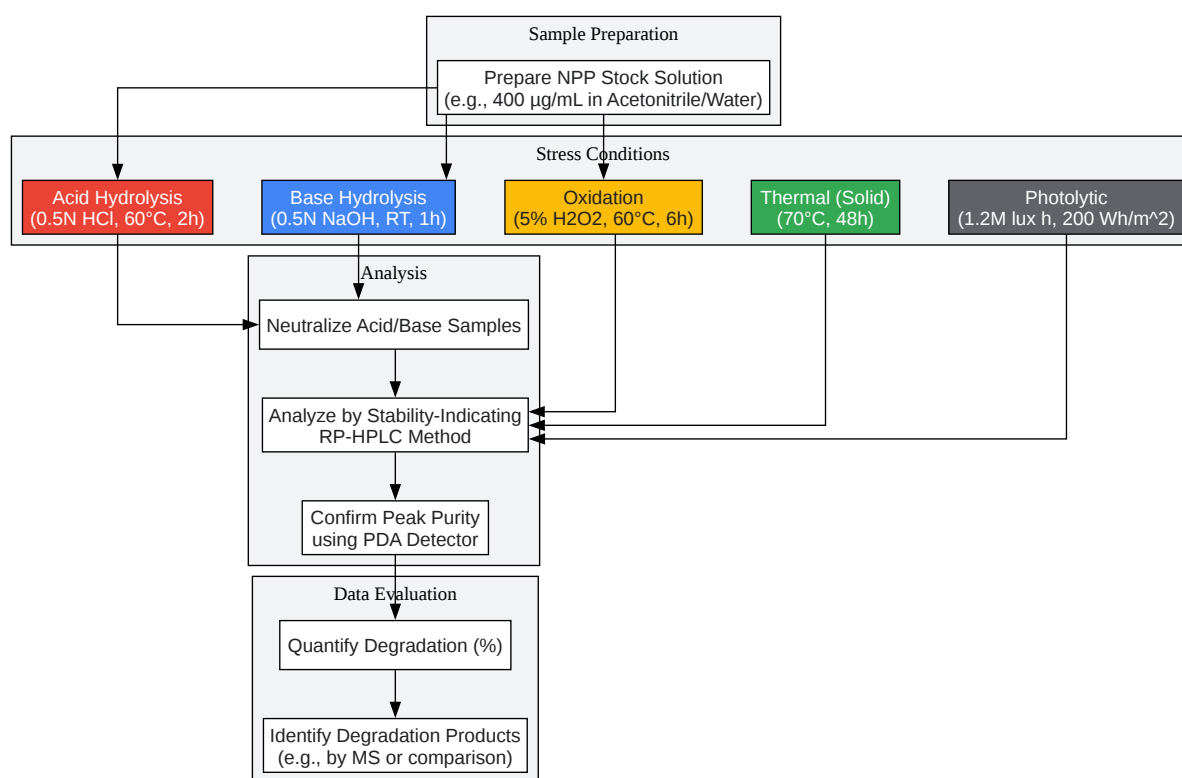 Sample Preparation
Prepare NPP Stock Solution
(e.g., 400 µg/mL in Acetonitrile/Water)
Stress Conditions
Acid Hydrolysis
(0.5N HCl, 60°C, 2h)
Base Hydrolysis
(0.5N NaOH, RT, 1h)
Oxidation
(5% H2O2, 60°C, 6h)
Thermal (Solid)
(70°C, 48h)
Photolytic
(1.2M lux h, 200 Wh/m^2)
Analysis
Neutralize Acid/Base Samples
Analyze by Stability-Indicating
RP-HPLC Method
Confirm Peak Purity
using PDA Detector
Data Evaluation
Quantify Degradation (%)
Identify Degradation Products
(e.g., by MS or comparison)